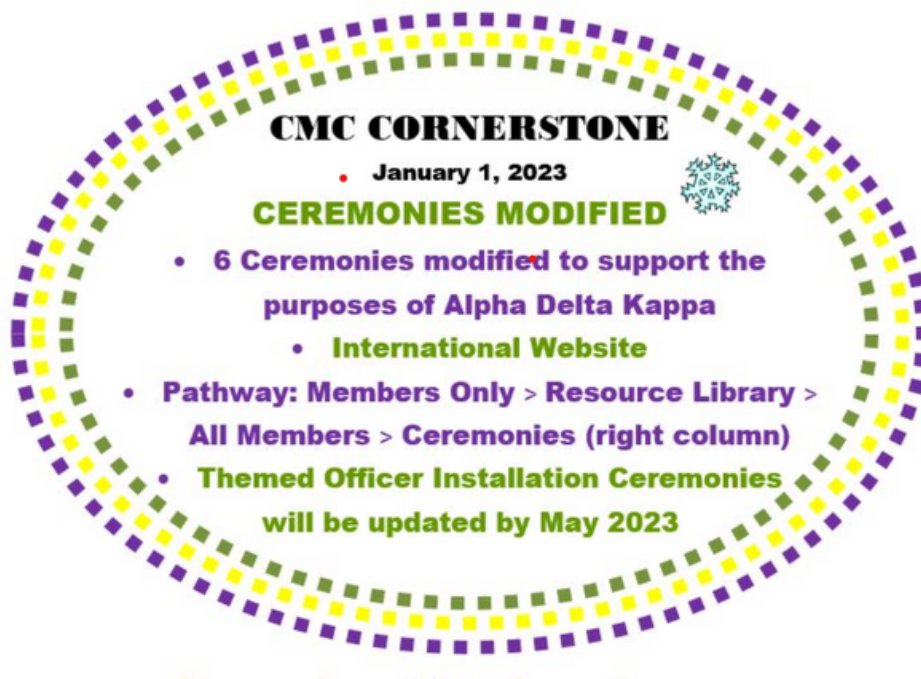 CMC CORNERSTONE
• January 1, 2023
CEREMONIES MODIFIED
• 6 Ceremonies modified to support the
purposes of Alpha Delta Kappa
• International Website
• Pathway: Members Only > Resource Library >
All Members > Ceremonies (right column)
• Themed Officer Installation Ceremonies
will be updated by May 2023